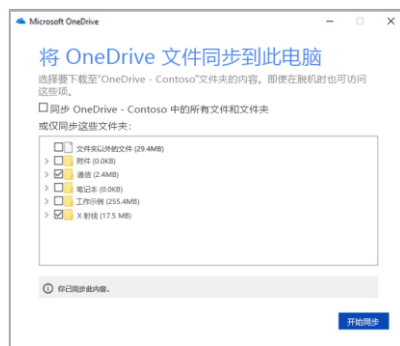 Microsoft OneDrive
将 OneDrive 文件同步到此电脑
选择要下载至"OneDrive - Contoso"文件夹的内容。即使在脱机时也可访问
这些项。
同步 OneDrive - Contoso 中的所有文件和文件夹
或仅同步这些文件夹:
文件夹以外的文件 (29.4MB)
附件 (0.0KB)
通信 (2.4MB)
笔记本 (0.0KB)
工作示例 (255.4MB)
X 射线 (17.5 MB)
你已同步此内容。
开始同步